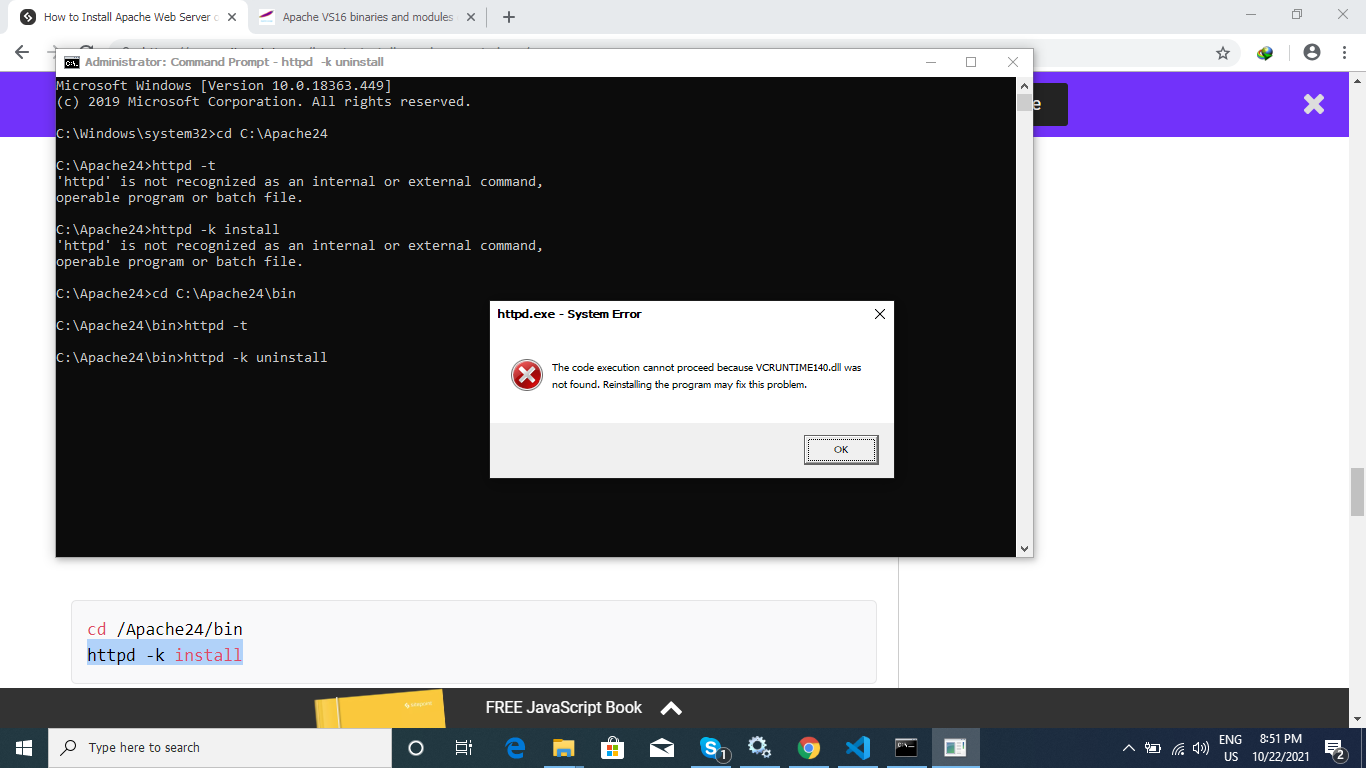 How to Install Apache Web Server o
Apache VS16 binaries and modules
Administrator: Command Prompt - httpd -k uninstall
Microsoft Windows [Version 10.0.18363.449]
(c) 2019 Microsoft Corporation. All rights reserved.
C:\Windows\system32>cd C:\Apache24
C:\Apache24>httpd -t
'httpd' is not recognized as an internal or external command,
operable program or batch file.
C:\Apache24>httpd -k install
'httpd' is not recognized as an internal or external command,
operable program or batch file.
C:\Apache24>cd C:\Apache24\bin
C:\Apache24\bin>httpd -t
C:\Apache24\bin>httpd -k uninstall
httpd.exe - System Error
The code execution cannot proceed because VCRUNTIME140.dll was
not found. Reinstalling the program may fix this problem.
OK
cd /Apache24/bin
httpd -k install
FREE JavaScript Book
Type here to search
1
ENG
US
8:51 PM
10/22/2021
2